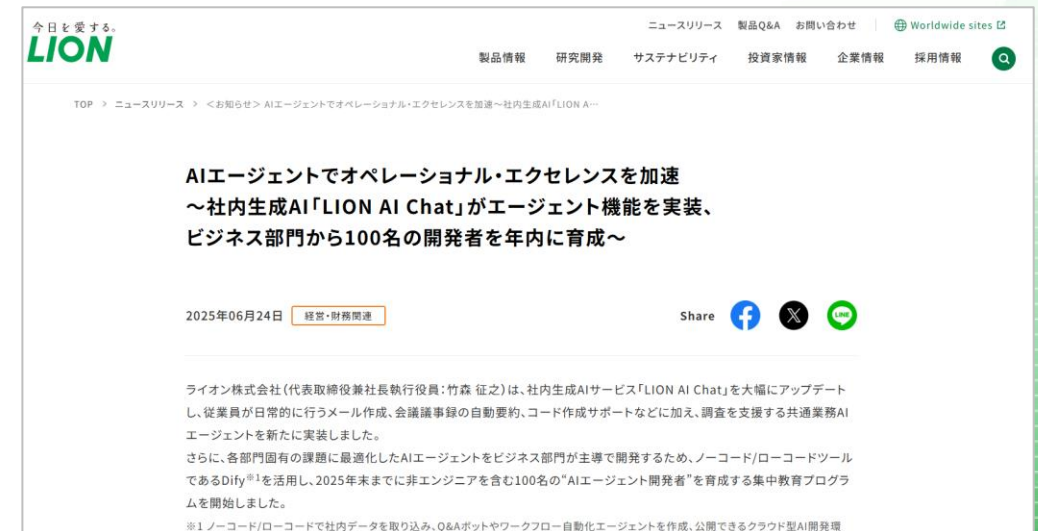 今日を愛する。
LION
ニュースリリース 製品Q&A お問い合わせ Worldwide sites
製品情報 研究開発 サステナビリティ 投資家情報 企業情報 採用情報
TOP > ニュースリリース > <お知らせ> AIエージェントでオペレーショナル・エクセレンスを加速~社内生成AI「LION A…
AIエージェントでオペレーショナル・エクセレンスを加速
~社内生成AI「LION AI Chat」がエージェント機能を実装、
ビジネス部門から100名の開発者を年内に育成~
2025年06月24日 経営・財務関連 Share
LINE
ライオン株式会社(代表取締役兼社長執行役員:竹森 征之)は、社内生成AIサービス「LION AI Chat」を大幅にアップデート
し、従業員が日常的に行うメール作成、会議議事録の自動要約、コード作成サポートなどに加え、調査を支援する共通業務AI
エージェントを新たに実装しました。
さらに、各部門固有の課題に最適化したAIエージェントをビジネス部門が主導で開発するため、ノーコード/ローコードツール
であるDify※1を活用し、2025年末までに非エンジニアを含む100名の“AIエージェント開発者”を育成する集中教育プログラ
ムを開始しました。
※1 ノーコード/ローコードで社内データを取り込み、Q&Aボットやワークフロー自動化エージェントを作成、公開できるクラウド型AI開発環